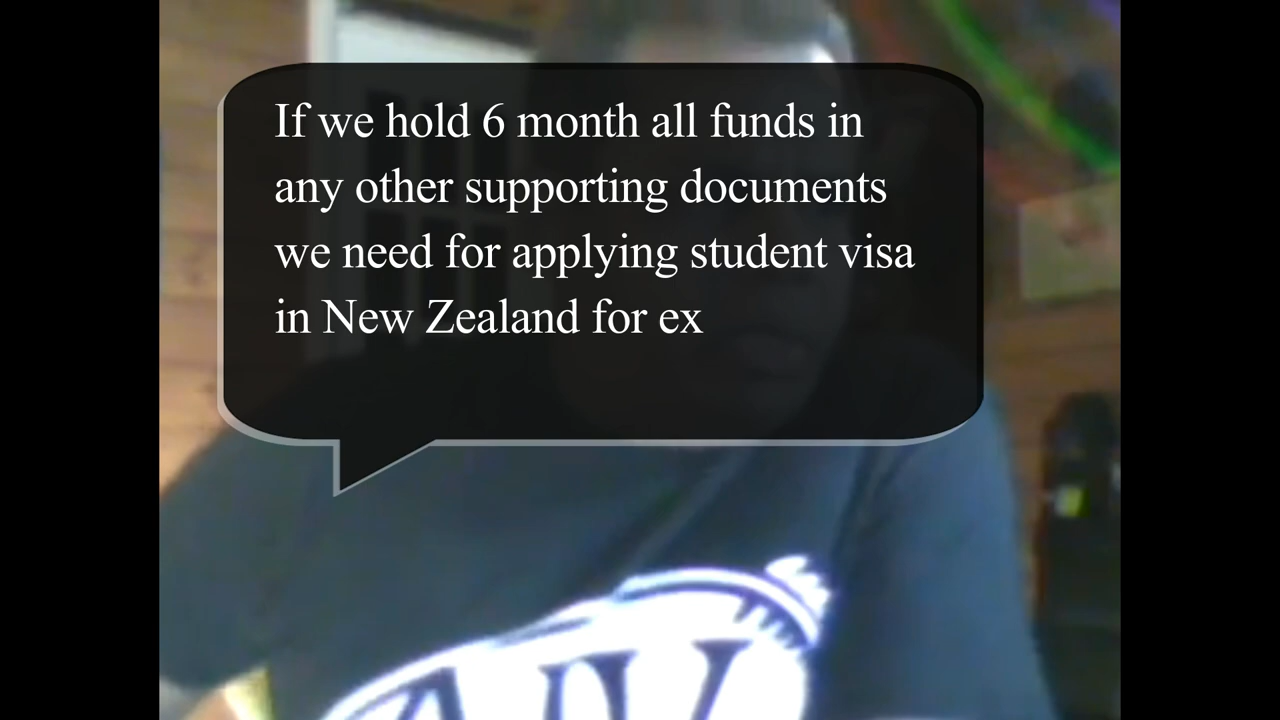 If we hold 6 month all funds in
any other supporting documents
we need for applying student visa
in New Zealand for ex